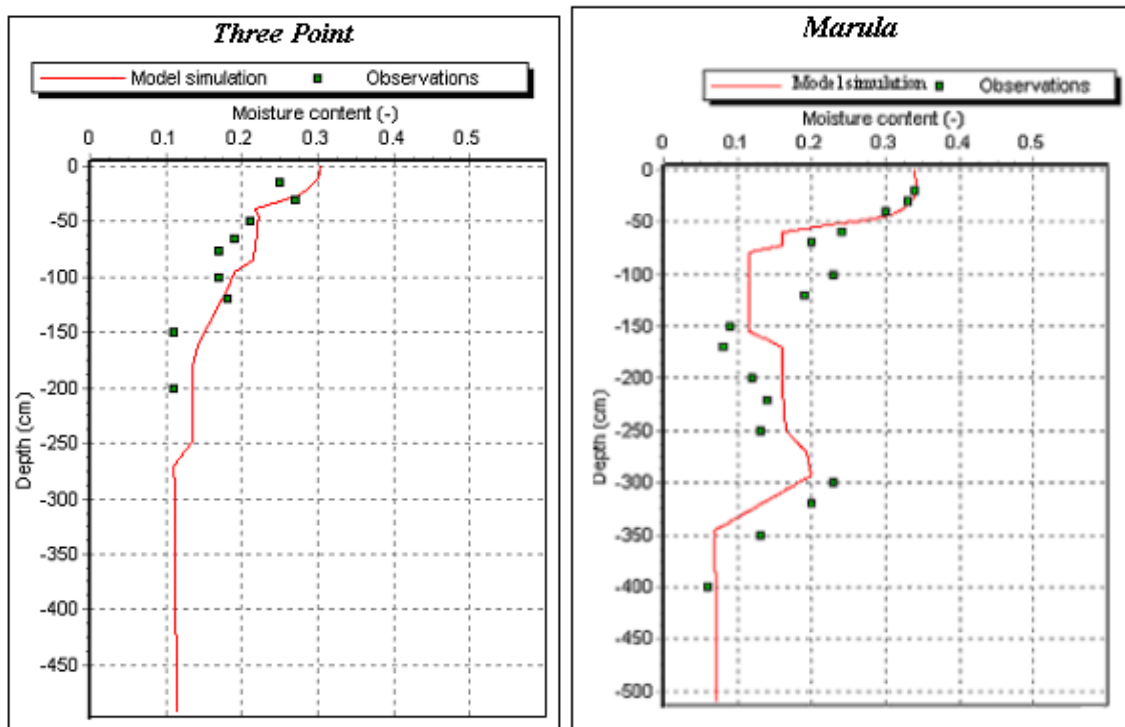 Three Point
Model simulation Observations
Moisture content (-)
0 0.1 0.2 0.3 0.4 0.5
0
-50
-100
-150
-200
-250
-300
-350
-400
-450
Depth (cm)
Marula
Model simulation Observations
Moisture content (-)
0 0.1 0.2 0.3 0.4 0.5
0
-50
-100
-150
-200
-250
-300
-350
-400
-450
-500
Depth (cm)